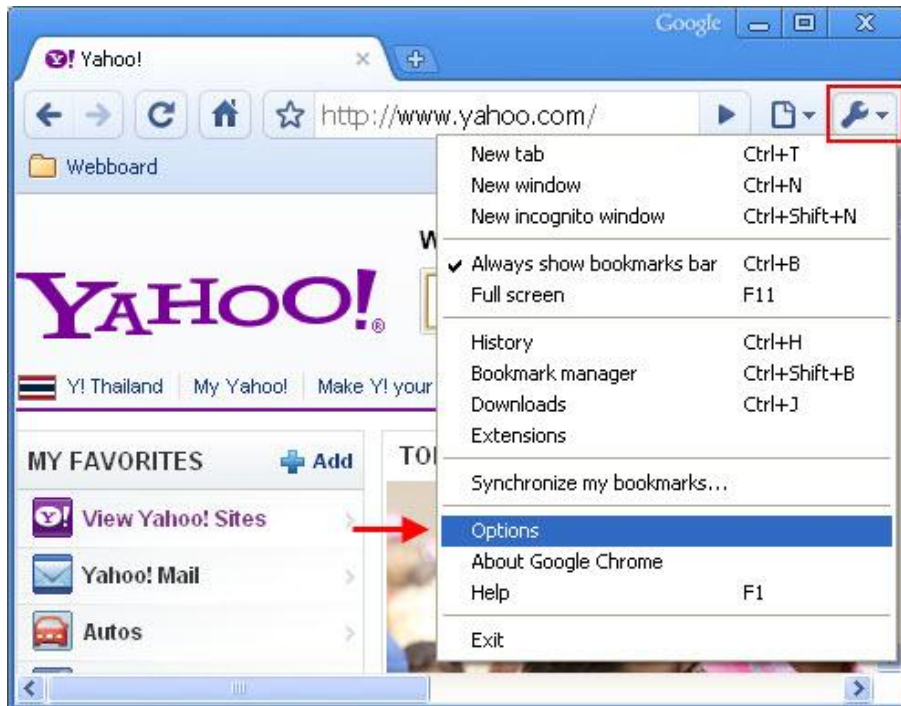 Google
Yahoo!
http://www.yahoo.com/
Webboard
W
YAHOO!®
Y! Thailand My Yahoo! Make Y! your
MY FAVORITES Add
View Yahoo! Sites
Yahoo! Mail
Autos
New tab Ctrl+T
New window Ctrl+N
New incognito window Ctrl+Shift+N
Always show bookmarks bar Ctrl+B
Full screen F11
History Ctrl+H
Bookmark manager Ctrl+Shift+B
Downloads Ctrl+J
Extensions
Synchronize my bookmarks...
Options
About Google Chrome
Help F1
Exit